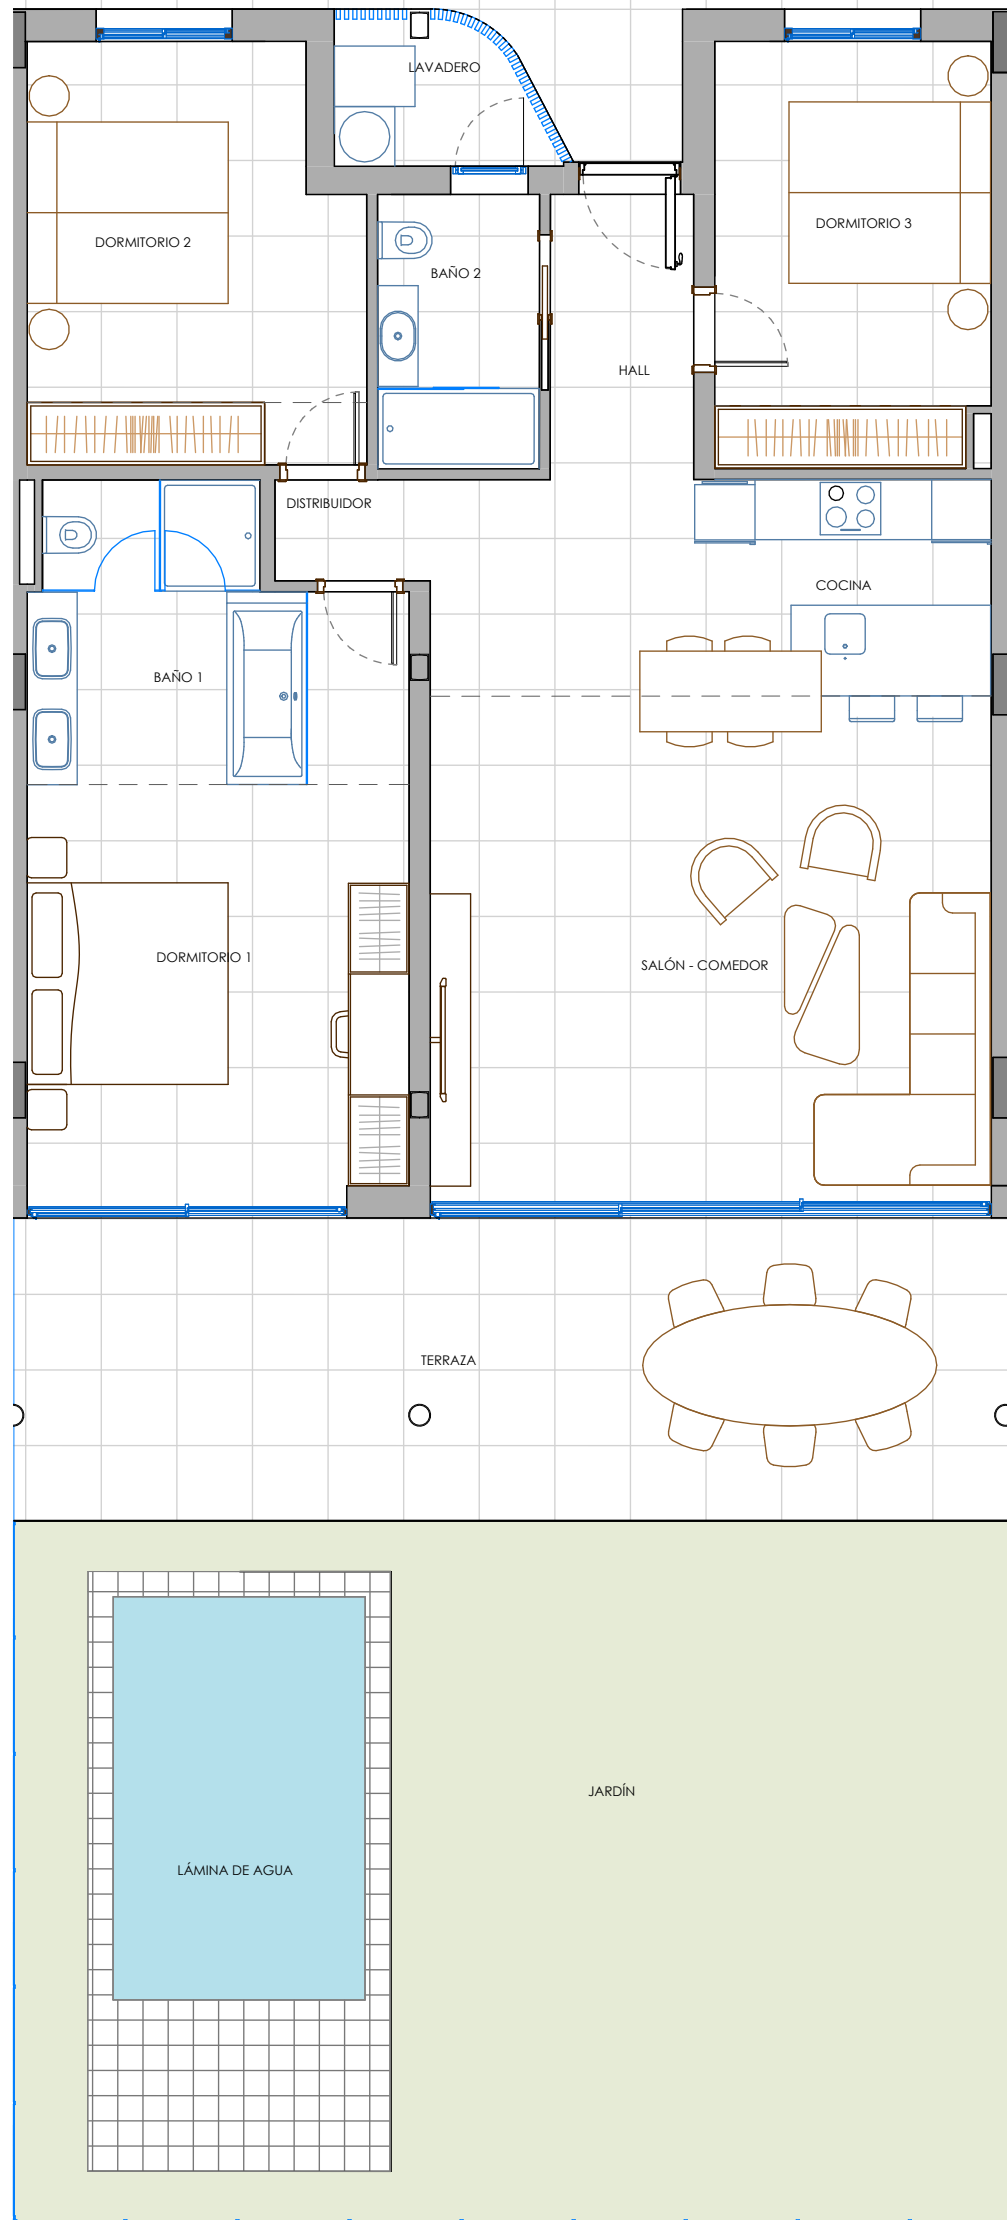 LAVADERO
DORMITORIO 2
DORMITORIO 3
BAÑO 2
HALL
DISTRIBUIDOR
COCINA
BAÑO 1
DORMITORIO 1
SALÓN - COMEDOR
TERRAZA
JARDÍN
LÁMINA DE AGUA